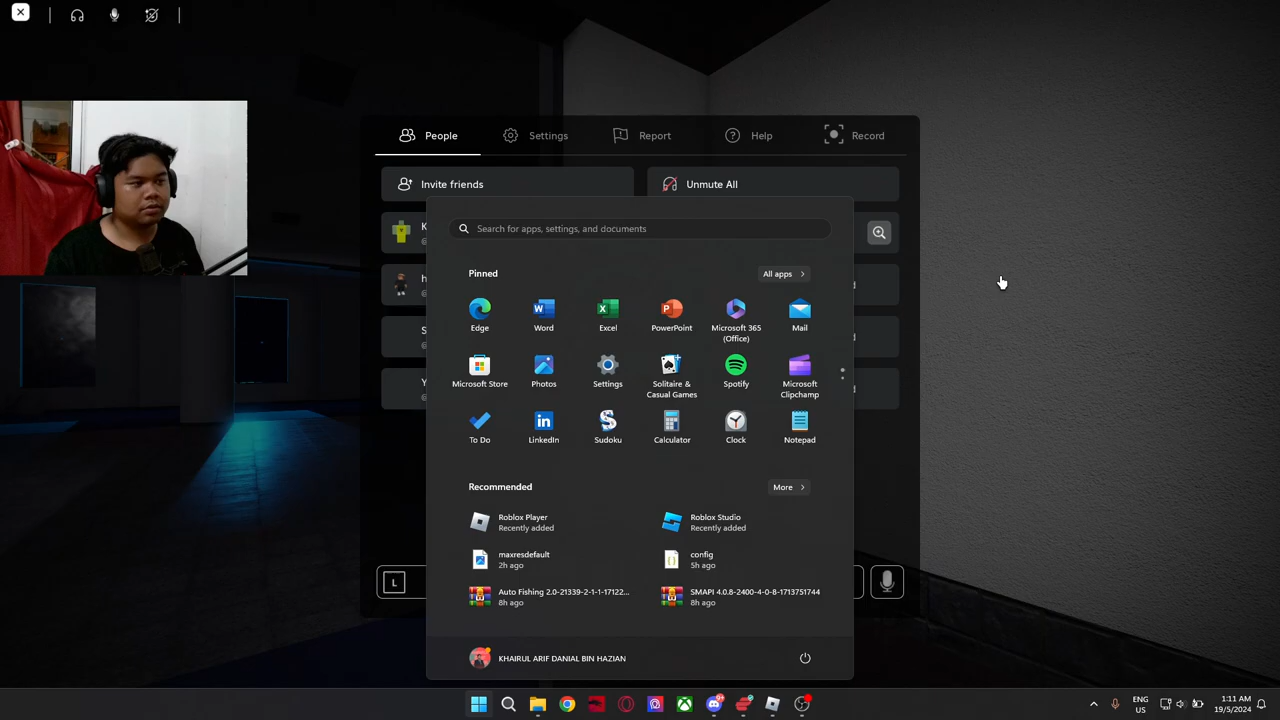 People
Settings
Report
Help
Record
Invite friends
Unmute All
Search for apps, settings, and documents
Pinned
All apps
Edge
Word
Excel
PowerPoint
Microsoft 365
(Office)
Mail
Microsoft Store
Photos
Settings
Solitaire &
Casual Games
Spotify
Microsoft
Clipchamp
To Do
LinkedIn
Sudoku
Calculator
Clock
Notepad
Recommended
More
Roblox Player
Recently added
Roblox Studio
Recently added
maxresdefault
2h ago
config
5h ago
Auto Fishing 2.0-21339-2-1-1-17122...
8h ago
SMAPI 4.0.8-2400-4-0-8-1713751744
8h ago
L
KHAIRUL ARIF DANIAL BIN HAZIAN
ENG
US
1:11 AM
19/5/2024